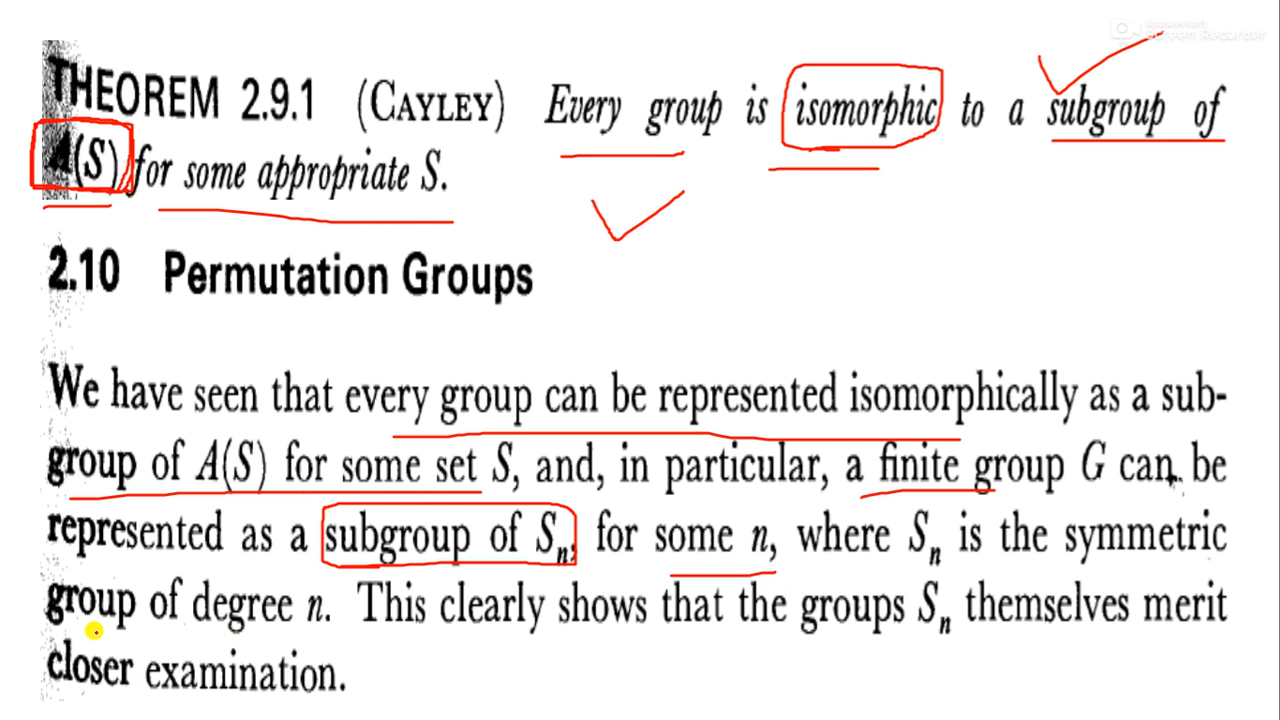 Apowersoft
Screen Recorder
THEOREM 2.9.1 (CAYLEY) Every group is isomorphic to a subgroup of
A(S) for some appropriate S.
2.10 Permutation Groups
We have seen that every group can be represented isomorphically as a sub-
group of A(S) for some set S, and, in particular, a finite group G can be
represented as a subgroup of Sₙ, for some n, where Sₙ is the symmetric
group of degree n. This clearly shows that the groups Sₙ themselves merit
closer examination.